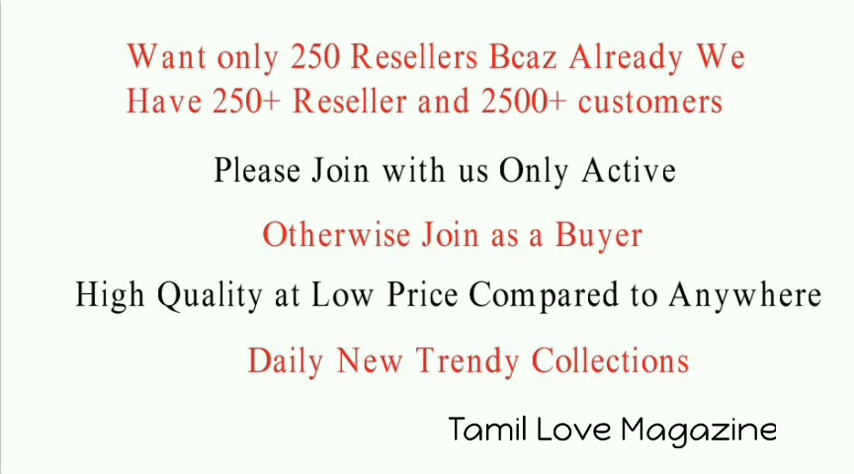 Want only 250 Resellers Bcaz Already We
Have 250+ Reseller and 2500+ customers
Please Join with us Only Active
Otherwise Join as a Buyer
High Quality at Low Price Compared to Anywhere
Daily New Trendy Collections
Tamil Love Magazine